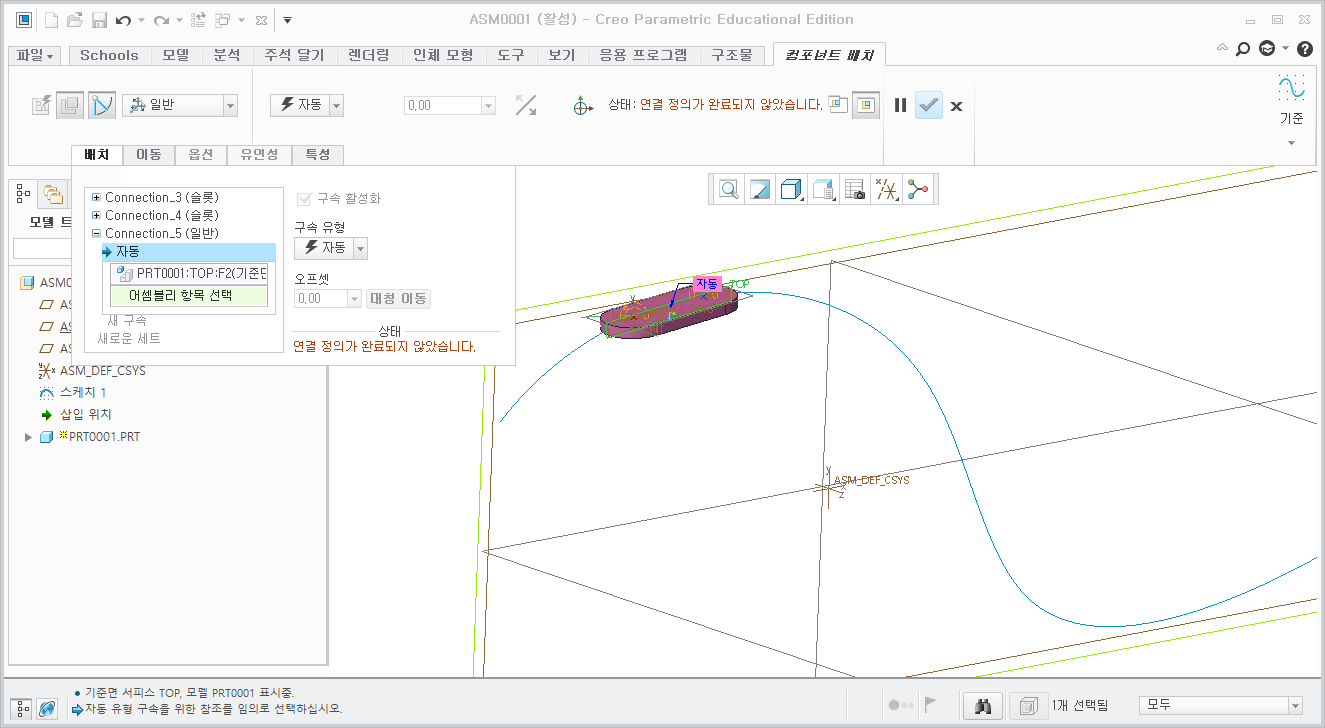 ASM0001 (활성) - Creo Parametric Educational Edition
파일 Schools 모델 분석 주석 달기 렌더링 인체 모형 도구 보기 응용 프로그램 구조물 컴포넌트 배치
일반 자동 0,00 상태: 연결 정의가 완료되지 않았습니다.
기준
배치 이동 옵션 유연성 특성
모델 트
Connection_3 (슬롯)
Connection_4 (슬롯)
Connection_5 (일반)
자동
PRT0001:TOP:F2(기준면
어셈블리 항목 선택
새 구속
새로운 세트
구속 활성화
구속 유형
자동
오프셋
0,00 대칭 이동
상태
연결 정의가 완료되지 않았습니다.
ASM0
AS
AS
AS
ASM_DEF_CSYS
스케치 1
삽입 위치
PRT0001.PRT
자동 TOP
y
y
ASM_DEF_CSYS
x
z
기준면 서피스 TOP, 모델 PRT0001 표시중.
자동 유형 구속을 위한 참조를 임의로 선택하십시오.
1개 선택됨 모두